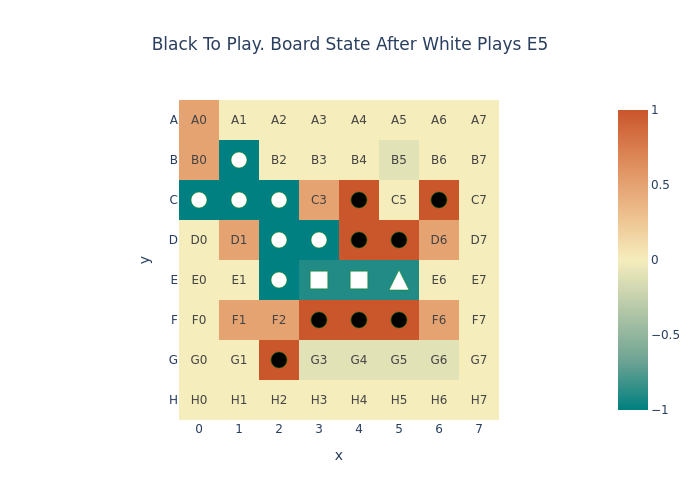 Black To Play. Board State After White Plays E5
A A0 A1 A2 A3 A4 A5 A6 A7
B B0 B2 B3 B4 B5 B6 B7
C C3 C5 C7
D D0 D1 D6 D7
E E0 E1 E6 E7
F F0 F1 F2 F6 F7
G G0 G1 G3 G4 G5 G6 G7
H H0 H1 H2 H3 H4 H5 H6 H7
0 1 2 3 4 5 6 7
x
y
1
0.5
0
−0.5
−1